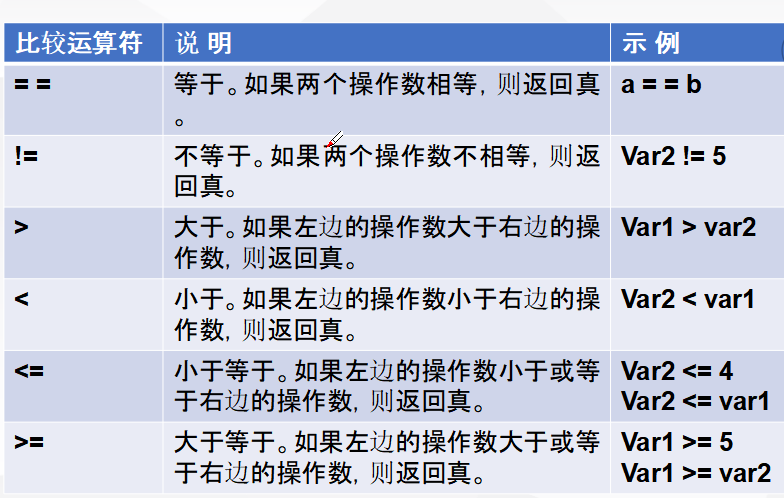 比较运算符 说 明 示 例
= = 等于。如果两个操作数相等, 则返回真 a = = b
。
!= 不等于。如果两个操作数不相等, 则返 Var2 != 5
回真。
> 大于。如果左边的操作数大于右边的操 Var1 > var2
作数, 则返回真。
< 小于。如果左边的操作数小于右边的操 Var2 < var1
作数, 则返回真。
<= 小于等于。如果左边的操作数小于或等 Var2 <= 4
于右边的操作数, 则返回真。 Var2 <= var1
>= 大于等于。如果左边的操作数大于或等 Var1 >= 5
于右边的操作数, 则返回真。 Var1 >= var2